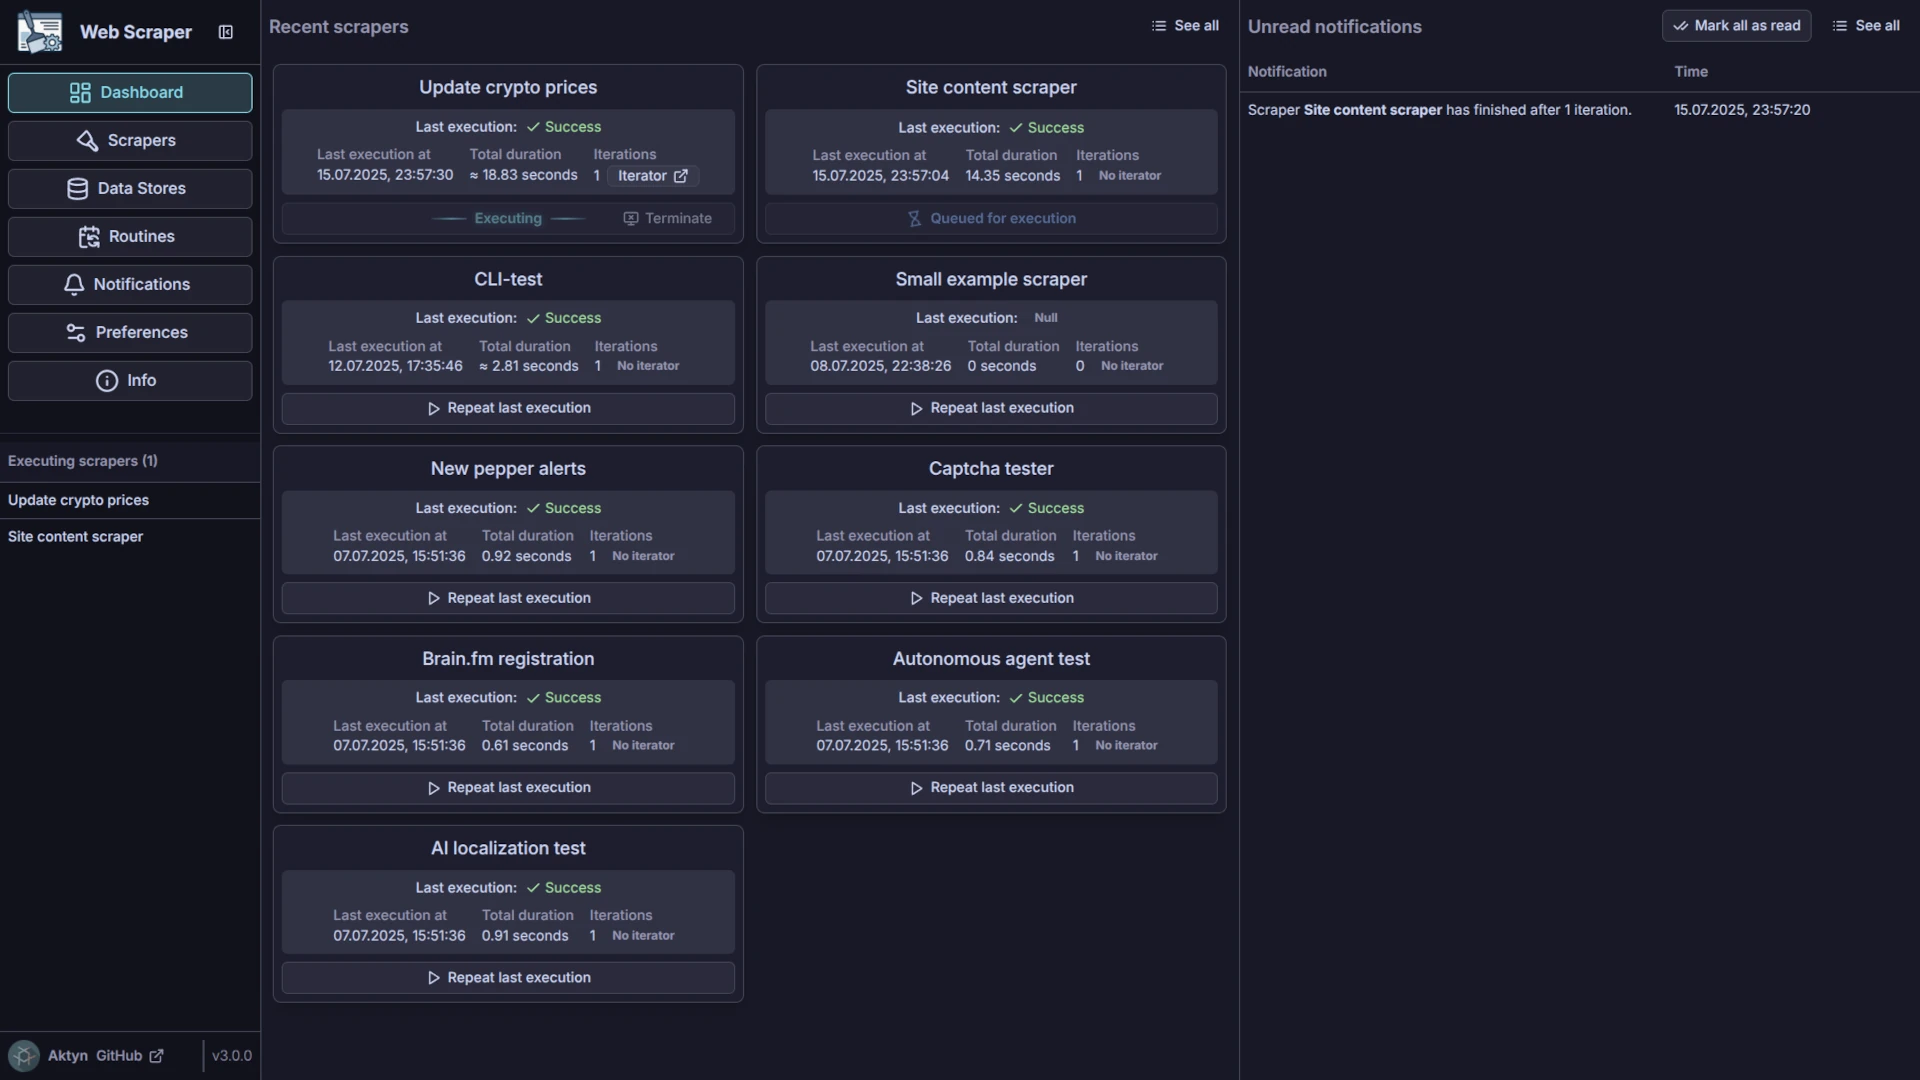 Web Scraper
Dashboard
Scrapers
Data Stores
Routines
Notifications
Preferences
Info
Executing scrapers (1)
Update crypto prices
Site content scraper
Aktyn GitHub
v3.0.0
Recent scrapers
See all
Update crypto prices
Last execution: Success
Last execution at Total duration Iterations
15.07.2025, 23:57:30 ≈ 18.83 seconds 1 Iterator
Executing Terminate
Site content scraper
Last execution: Success
Last execution at Total duration Iterations
15.07.2025, 23:57:04 14.35 seconds 1 No iterator
Queued for execution
CLI-test
Last execution: Success
Last execution at Total duration Iterations
12.07.2025, 17:35:46 ≈ 2.81 seconds 1 No iterator
Repeat last execution
Small example scraper
Last execution: Null
Last execution at Total duration Iterations
08.07.2025, 22:38:26 0 seconds 0 No iterator
Repeat last execution
New pepper alerts
Last execution: Success
Last execution at Total duration Iterations
07.07.2025, 15:51:36 0.92 seconds 1 No iterator
Repeat last execution
Captcha tester
Last execution: Success
Last execution at Total duration Iterations
07.07.2025, 15:51:36 0.84 seconds 1 No iterator
Repeat last execution
Brain.fm registration
Last execution: Success
Last execution at Total duration Iterations
07.07.2025, 15:51:36 0.61 seconds 1 No iterator
Repeat last execution
Autonomous agent test
Last execution: Success
Last execution at Total duration Iterations
07.07.2025, 15:51:36 0.71 seconds 1 No iterator
Repeat last execution
AI localization test
Last execution: Success
Last execution at Total duration Iterations
07.07.2025, 15:51:36 0.91 seconds 1 No iterator
Repeat last execution
Unread notifications
Mark all as read
See all
Notification Time
Scraper Site content scraper has finished after 1 iteration. 15.07.2025, 23:57:20